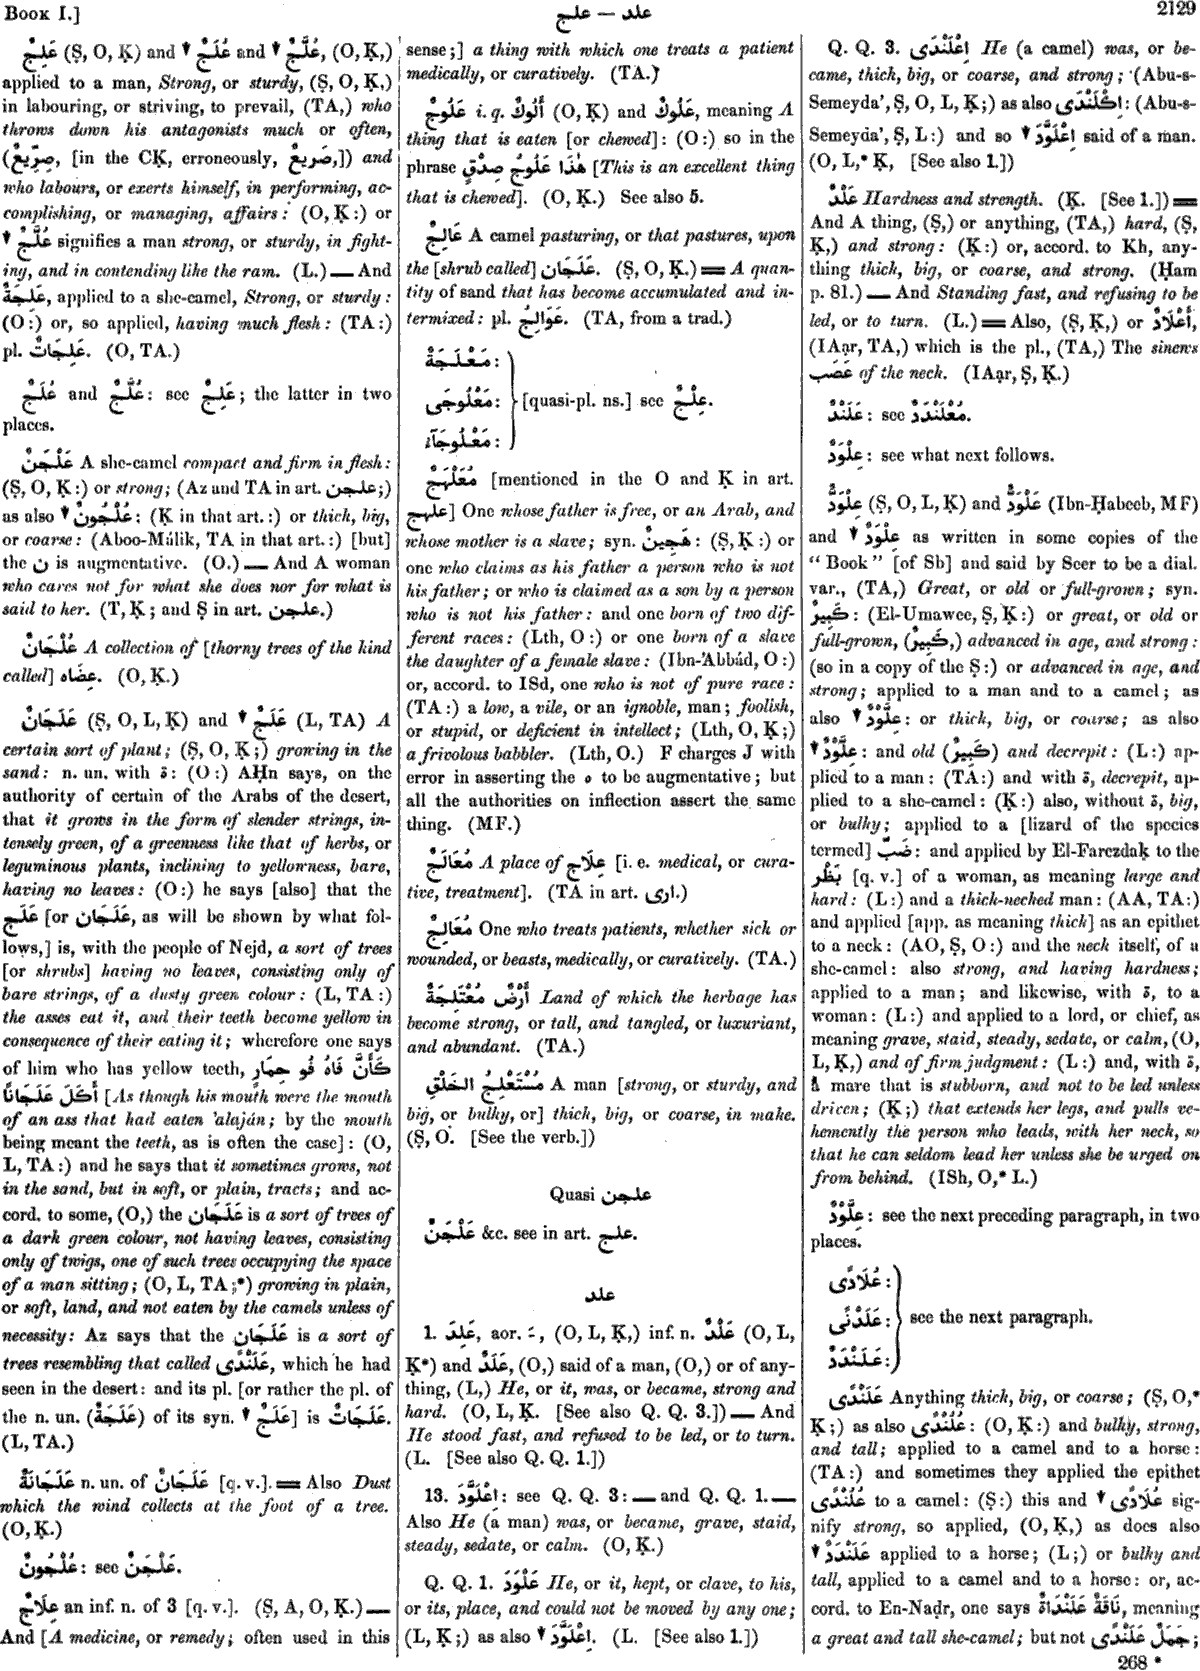 Book I.]
علج — علد
2129
عَلِجٌ (Ṣ, O, Ḳ) and ▼ عُلَجٌ and ▼ عُلَّجٌ, (O, Ḳ,)
applied to a man, Strong, or sturdy, (Ṣ, O, Ḳ,)
in labouring, or striving, to prevail, (TA,) who
throws down his antagonists much or often,
(صَرِيعٌ, [in the CḲ, erroneously, صَرِيعٌ,]) and
who labours, or exerts himself, in performing, ac-
complishing, or managing, affairs: (O, Ḳ:) or
▼ عُلَّجٌ signifies a man strong, or sturdy, in fight-
ing, and in contending like the ram. (L.) — And
عَلِجَةٌ, applied to a she-camel, Strong, or sturdy:
(O:) or, so applied, having much flesh: (TA:)
pl. عَلِجَاتٌ. (O, TA.)
عُلَجٌ and عُلَّجٌ: see عَلِجٌ; the latter in two
places.
عَلْجَنٌ A she-camel compact and firm in flesh:
(Ṣ, O, Ḳ:) or strong; (Az and TA in art. علجن;)
as also ▼ عُلْجُونٌ: (Ḳ in that art.:) or thick, big,
or coarse: (Aboo-Málik, TA in that art.:) [but]
the ن is augmentative. (O.) — And A woman
who cares not for what she does nor for what is
said to her. (T, Ḳ; and Ṣ in art. علجن.)
عُلْجَانٌ A collection of [thorny trees of the kind
called] عِضَاه. (O, Ḳ.)
عَلَجَانٌ (Ṣ, O, L, Ḳ) and ▼ عَلَجٌ (L, TA) A
certain sort of plant; (Ṣ, O, Ḳ;) growing in the
sand: n. un. with ة: (O:) AḤn says, on the
authority of certain of the Arabs of the desert,
that it grows in the form of slender strings, in-
tensely green, of a greenness like that of herbs, or
leguminous plants, inclining to yellowness, bare,
having no leaves: (O:) he says [also] that the
عَلَج [or عَلَجَان, as will be shown by what fol-
lows,] is, with the people of Nejd, a sort of trees
[or shrubs] having no leaves, consisting only of
bare strings, of a dusty green colour: (L, TA:)
the asses eat it, and their teeth become yellow in
consequence of their eating it; wherefore one says
of him who has yellow teeth, كَأَنَّ فَاهُ فُو حِمَارٍ
أَكَلَ عَلَجَانًا [As though his mouth were the mouth
of an ass that had eaten 'alaján; by the mouth
being meant the teeth, as is often the case]: (O,
L, TA:) and he says that it sometimes grows, not
in the sand, but in soft, or plain, tracts; and ac-
cord. to some, (O,) the عَلَجَان is a sort of trees of
a dark green colour, not having leaves, consisting
only of twigs, one of such trees occupying the space
of a man sitting; (O, L, TA;*) growing in plain,
or soft, land, and not eaten by the camels unless of
necessity: Az says that the عَلَجَان is a sort of
trees resembling that called عَلَنْدًى, which he had
seen in the desert: and its pl. [or rather the pl. of
the n. un. (عَلَجَةٌ) of its syn. ▼ عَلَجٌ] is عَلَجَاتٌ.
(L, TA.)
عَلَجَانَةٌ n. un. of عَلَجَانٌ [q. v.]. ═ Also Dust
which the wind collects at the foot of a tree.
(O, Ḳ.)
عُلْجُونٌ: see عَلْجَنٌ.
عِلَاجٌ an inf. n. of 3 [q. v.]. (Ṣ, A, O, Ḳ.) —
And [A medicine, or remedy; often used in this
sense;] a thing with which one treats a patient
medically, or curatively. (TA.)
عَلُوجٌ i. q. أَلُوكٌ (O, Ḳ) and عَلُوكٌ, meaning A
thing that is eaten [or chewed]: (O:) so in the
phrase هٰذَا عَلُوجُ صِدْقٍ [This is an excellent thing
that is chewed]. (O, Ḳ.) See also 5.
عَالِجٌ A camel pasturing, or that pastures, upon
the [shrub called] عَلَجَان. (Ṣ, O, Ḳ.) ═ A quan-
tity of sand that has become accumulated and in-
termixed: pl. عَوَالِجُ. (TA, from a trad.)
مَعْلَجَةٌ:
مَعْلُوجَى: [quasi-pl. ns.] see عِلْجٌ.
مَعْلُوجَآءُ:
مُعَلْهَجٌ [mentioned in the O and Ḳ in art.
علهج] One whose father is free, or an Arab, and
whose mother is a slave; syn. هَجِينٌ: (Ṣ, Ḳ:) or
one who claims as his father a person who is not
his father; or who is claimed as a son by a person
who is not his father: and one born of two dif-
ferent races: (Lth, O:) or one born of a slave
the daughter of a female slave: (Ibn-'Abbád, O:)
or, accord. to ISd, one who is not of pure race:
(TA:) a low, a vile, or an ignoble, man; foolish,
or stupid, or deficient in intellect; (Lth, O, Ḳ;)
a frivolous babbler. (Lth, O.) F charges J with
error in asserting the ه to be augmentative; but
all the authorities on inflection assert the same
thing. (MF.)
مُعَالَجٌ A place of عِلَاج [i. e. medical, or cura-
tive, treatment]. (TA in art. ارى.)
مُعَالِجٌ One who treats patients, whether sick or
wounded, or beasts, medically, or curatively. (TA.)
أَرْضٌ مُعْتَلِجَةٌ Land of which the herbage has
become strong, or tall, and tangled, or luxuriant,
and abundant. (TA.)
مُسْتَعْلِجُ الخَلْقِ A man [strong, or sturdy, and
big, or bulky, or] thick, big, or coarse, in make.
(Ṣ, O. [See the verb.])
Quasi علجن
عَلْجَنٌ &c. see in art. علج.
علد
1. عَلِدَ, aor. ـَ, (O, L, Ḳ,) inf. n. عَلْدٌ (O, L,
Ḳ*) and عَلَدٌ, (O,) said of a man, (O,) or of any-
thing, (L,) He, or it, was, or became, strong and
hard. (O, L, Ḳ. [See also Q. Q. 3.]) — And
He stood fast, and refused to be led, or to turn.
(L. [See also Q. Q. 1.])
13. اِعْلَوَّدَ: see Q. Q. 3: — and Q. Q. 1. —
Also He (a man) was, or became, grave, staid,
steady, sedate, or calm. (O, Ḳ.)
Q. Q. 1. عَلْوَدَ He, or it, kept, or clave, to his,
or its, place, and could not be moved by any one;
(L, Ḳ;) as also ▼ اِعْلَوَّدَ. (L. [See also 1.])
Q. Q. 3. اِعْلَنْدَى He (a camel) was, or be-
came, thick, big, or coarse, and strong; (Abu-s-
Semeyda', Ṣ, O, L, Ḳ;) as also اِكْلَنْدَى: (Abu-s-
Semeyda', Ṣ, L:) and so ▼ اِعْلَوَّدَ said of a man.
(O, L,* Ḳ, [See also 1.])
عَلْدٌ Hardness and strength. (Ḳ. [See 1.]) ═
And A thing, (Ṣ,) or anything, (TA,) hard, (Ṣ,
Ḳ,) and strong: (Ḳ:) or, accord. to Kh, any-
thing thick, big, or coarse, and strong. (Ḥam
p. 81.) — And Standing fast, and refusing to be
led, or to turn. (L.) ═ Also, (Ṣ, Ḳ,) or أَعْلَادٌ,
(IAạr, TA,) which is the pl., (TA,) The sinews
عَصَب of the neck. (IAạr, Ṣ, Ḳ.)
عَلَنْدٌ: see مُعْلَنْدَدٌ.
عِلْوَدٌ: see what next follows.
عِلْوَدٌّ (Ṣ, O, L, Ḳ) and عَلْوَدٌّ (Ibn-Ḥabeeb, MF)
and ▼ عِلْوَدٌ as written in some copies of the
"Book" [of Sb] and said by Seer to be a dial.
var., (TA,) Great, or old or full-grown; syn.
كَبِيرٌ: (El-Umawee, Ṣ, Ḳ:) or great, or old or
full-grown, (كَبِيرٌ,) advanced in age, and strong:
(so in a copy of the Ṣ:) or advanced in age, and
strong; applied to a man and to a camel; as
also ▼ عِلَّوْدٌ: or thick, big, or coarse; as also
▼ عِلَّوْدٌ: and old (كَبِيرٌ) and decrepit: (L:) ap-
plied to a man: (TA:) and with ة, decrepit, ap-
plied to a she-camel: (Ḳ:) also, without ة, big,
or bulky; applied to a [lizard of the species
termed] ضَبّ: and applied by El-Farezdaḳ to the
بَظْر [q. v.] of a woman, as meaning large and
hard: (L:) and a thick-necked man: (AA, TA:)
and applied [app. as meaning thick] as an epithet
to a neck: (AO, Ṣ, O:) and the neck itself, of a
she-camel: also strong, and having hardness;
applied to a man; and likewise, with ة, to a
woman: (L:) and applied to a lord, or chief, as
meaning grave, staid, steady, sedate, or calm, (O,
L, Ḳ,) and of firm judgment: (L:) and, with ة,
a mare that is stubborn, and not to be led unless
driven; (Ḳ;) that extends her legs, and pulls ve-
hemently the person who leads, with her neck, so
that he can seldom lead her unless she be urged on
from behind. (ISh, O,* L.)
عِلَّوْدٌ: see the next preceding paragraph, in two
places.
عُلَادًى:
عَلَدْنًى: see the next paragraph.
عَلَنْدَدٌ:
عَلَنْدًى Anything thick, big, or coarse; (Ṣ, O,*
Ḳ;) as also عُلَنْدًى: (O, Ḳ:) and bulky, strong,
and tall; applied to a camel and to a horse:
(TA:) and sometimes they applied the epithet
عُلَنْدًى to a camel: (Ṣ:) this and ▼ عُلَادًى sig-
nify strong, so applied, (O, Ḳ,) as does also
▼ عَلَنْدَدٌ applied to a horse; (L;) or bulky and
tall, applied to a camel and to a horse: or, ac-
cord. to En-Naḍr, one says نَاقَةٌ عَلَنْدَاةٌ, meaning
a great and tall she-camel; but not جَمَلٌ عَلَنْدًى;
268 *